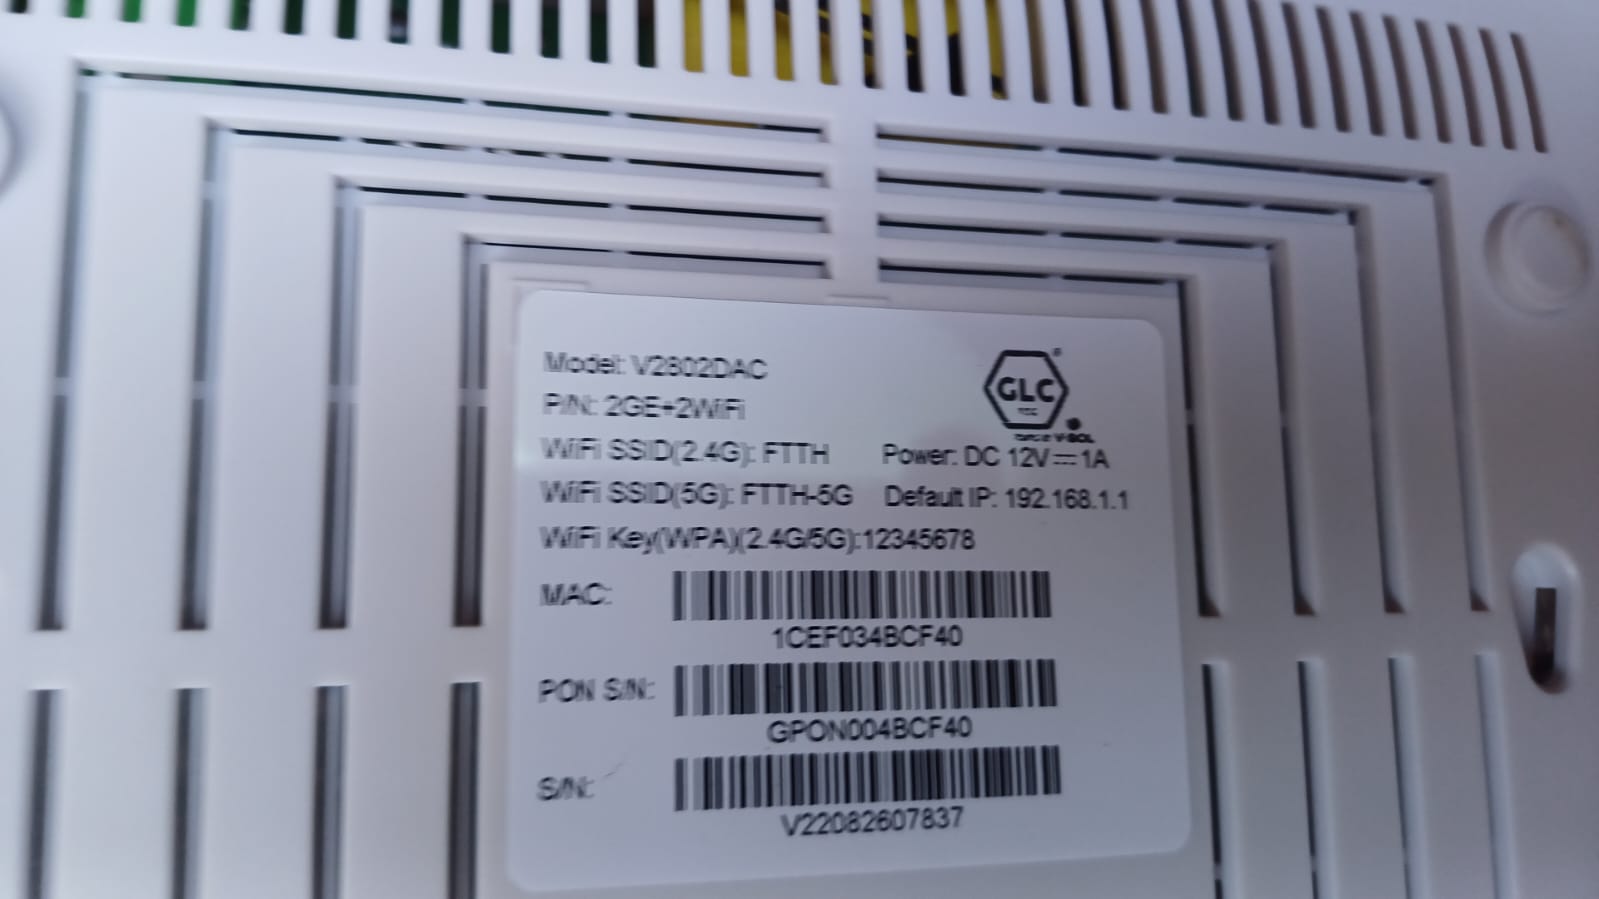 Model: V2802DAC
P/N: 2GE+2WiFi
GLC
WiFi SSID(2.4G): FTTH Power: DC 12V⎓1A
WiFi SSID(5G): FTTH-5G Default IP: 192.168.1.1
WiFi Key(WPA)(2.4G/5G):12345678
MAC:
1CEF034BCF40
PON S/N:
GPON004BCF40
S/N:
V22082607837